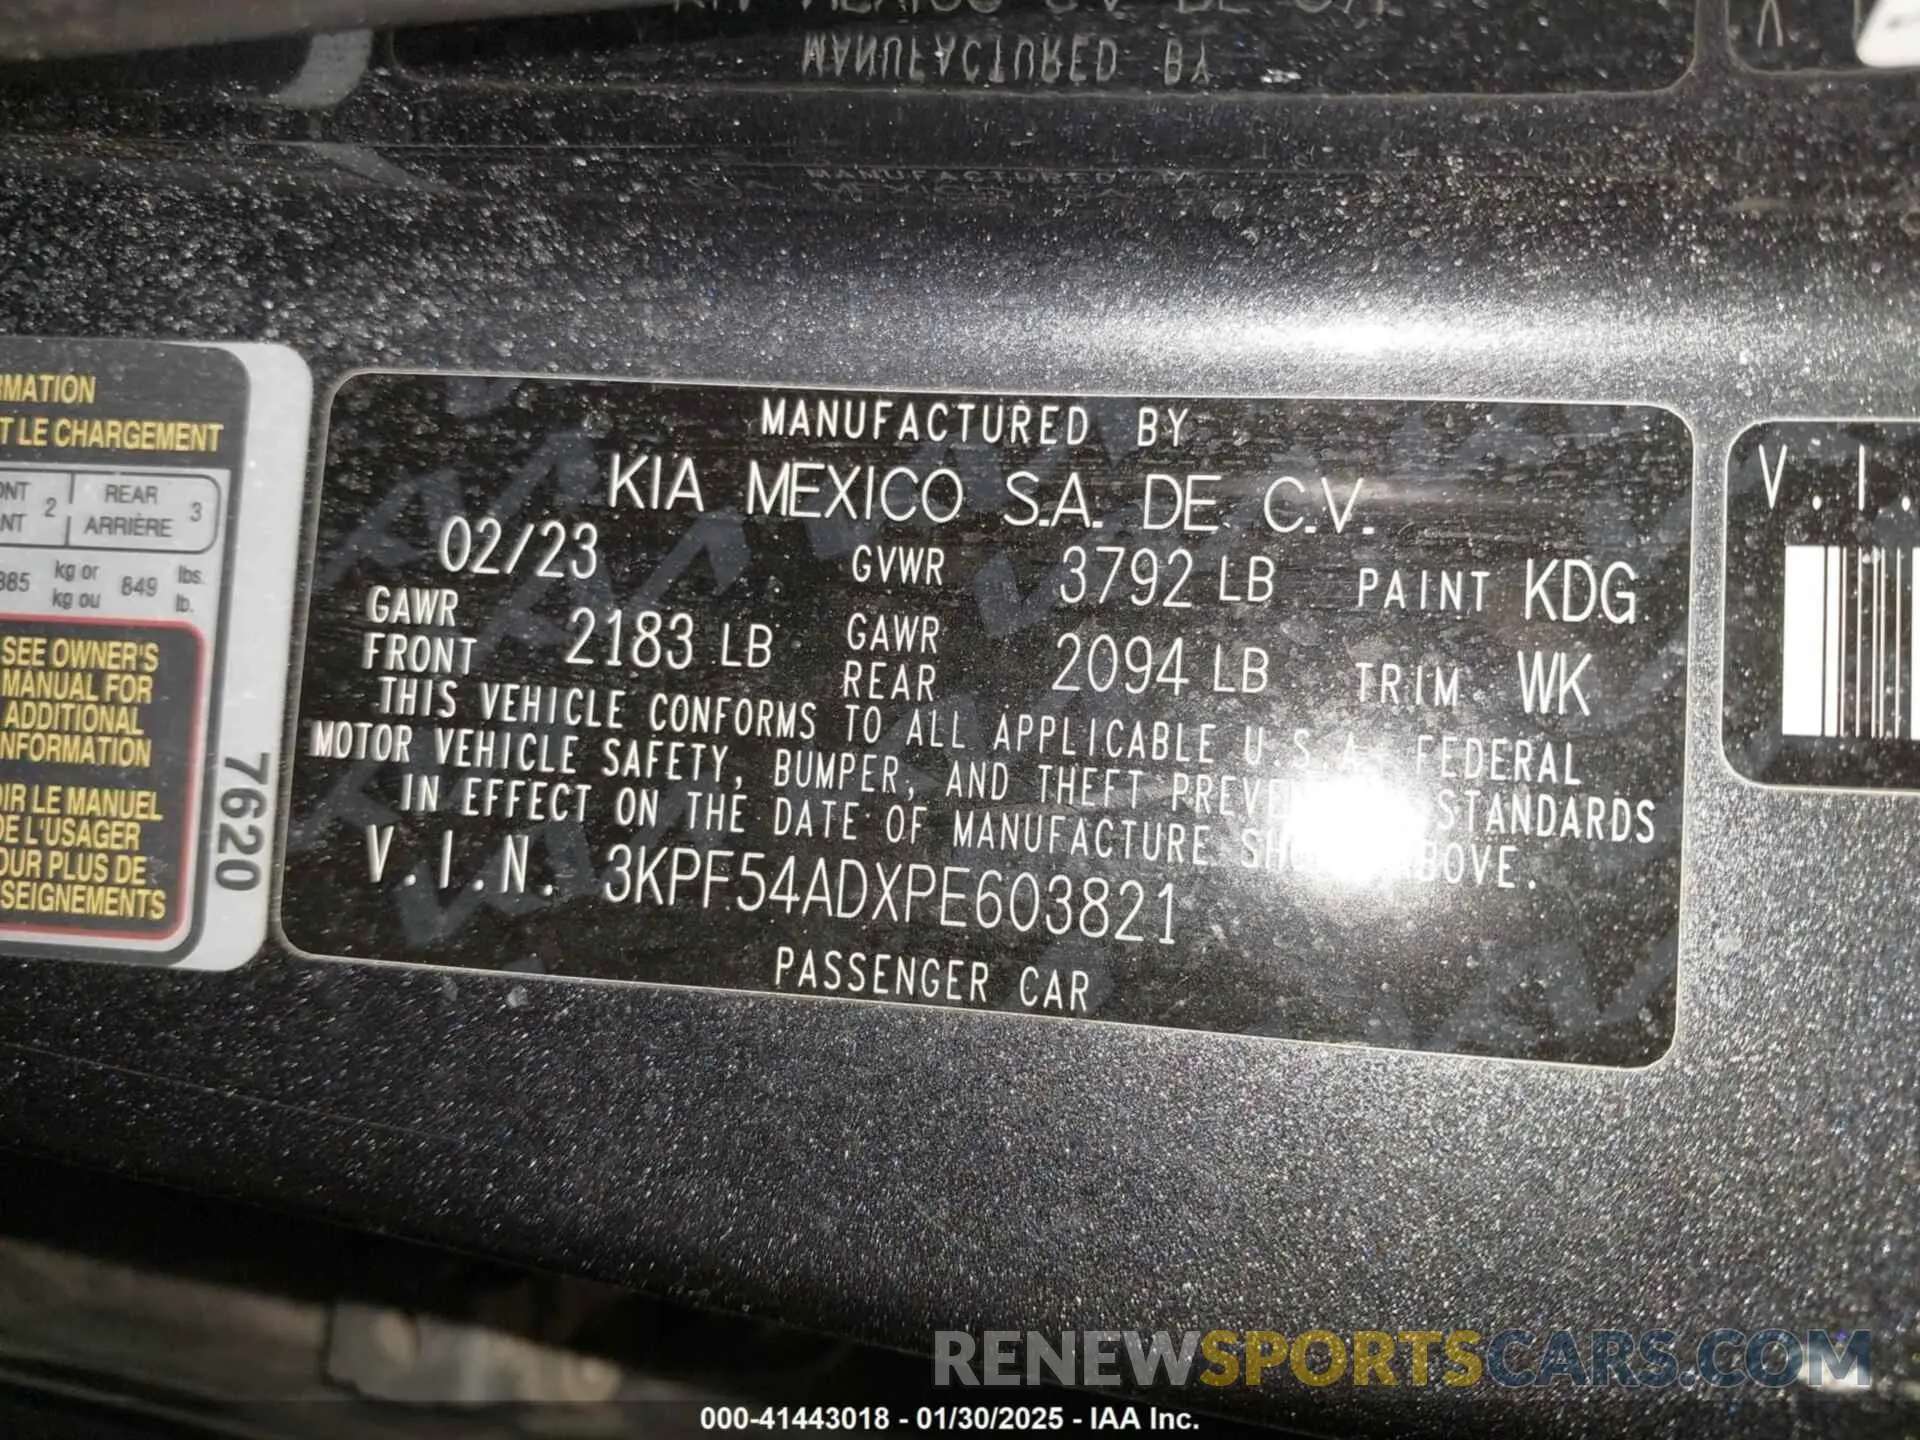 MANUFACTURED BY
RMATION
T LE CHARGEMENT
REAR
2 ARRIÈRE 3
385 kg or 849 lbs.
kg ou lb.
SEE OWNER'S
MANUAL FOR
ADDITIONAL
INFORMATION
OIR LE MANUEL
DE L'USAGER
OUR PLUS DE
SEIGNEMENTS
7620
MANUFACTURED BY
KIA MEXICO S.A. DE C.V.
02/23 GVWR 3792 LB PAINT KDG
GAWR FRONT 2183 LB GAWR REAR 2094 LB TRIM WK
THIS VEHICLE CONFORMS TO ALL APPLICABLE U.S.A. FEDERAL
MOTOR VEHICLE SAFETY, BUMPER, AND THEFT STANDARDS
IN EFFECT ON THE DATE OF MANUFACTURE ABOVE.
V.I.N. 3KPF54ADXPE603821
PASSENGER CAR
V.I.
RENEWSPORTSCARS.COM
000-41443018 - 01/30/2025 - IAA Inc.